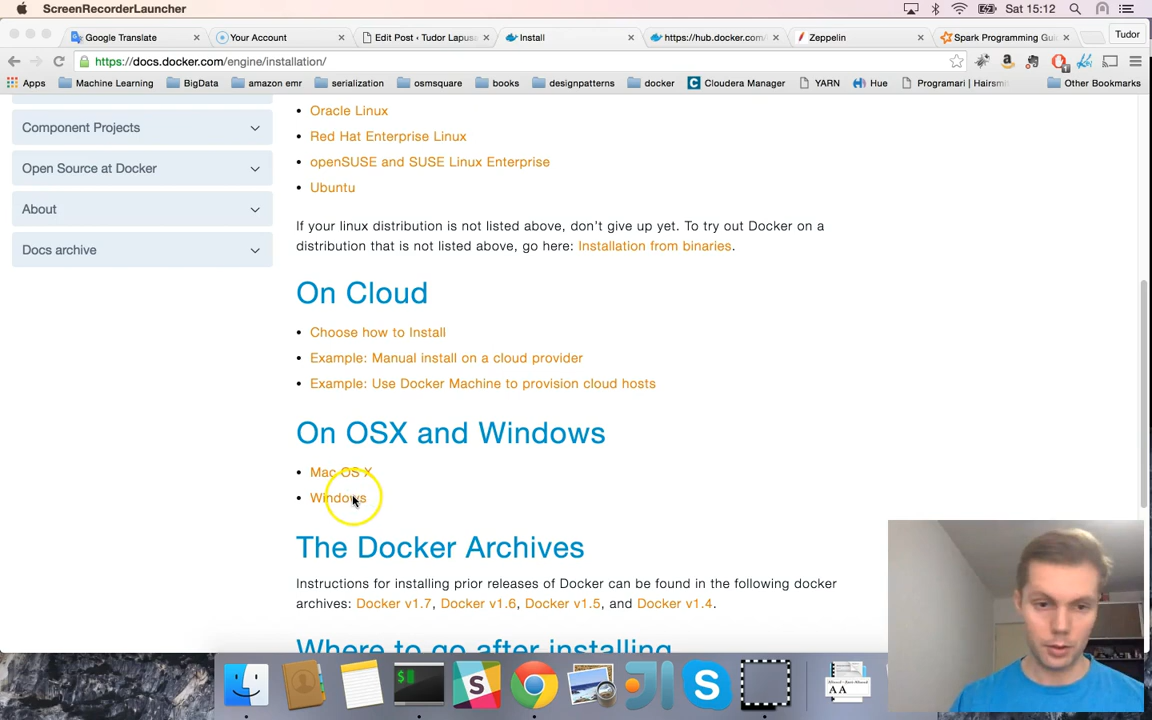 ScreenRecorderLauncher
Sat 15:12
Google Translate
Your Account
Edit Post ‹ Tudor Lapus
Install
https://hub.docker.com/
Zeppelin
Spark Programming Gui
Tudor
https://docs.docker.com/engine/installation/
Apps
Machine Learning
BigData
amazon emr
serialization
osmsquare
books
designpatterns
docker
Cloudera Manager
YARN
Hue
Programari | Hairsm
Other Bookmarks
Component Projects
Open Source at Docker
About
Docs archive
• Oracle Linux
• Red Hat Enterprise Linux
• openSUSE and SUSE Linux Enterprise
• Ubuntu
If your linux distribution is not listed above, don't give up yet. To try out Docker on a
distribution that is not listed above, go here: Installation from binaries.
On Cloud
• Choose how to Install
• Example: Manual install on a cloud provider
• Example: Use Docker Machine to provision cloud hosts
On OSX and Windows
• Mac OS X
• Windows
The Docker Archives
Instructions for installing prior releases of Docker can be found in the following docker
archives: Docker v1.7, Docker v1.6, Docker v1.5, and Docker v1.4.
Where to go after installing